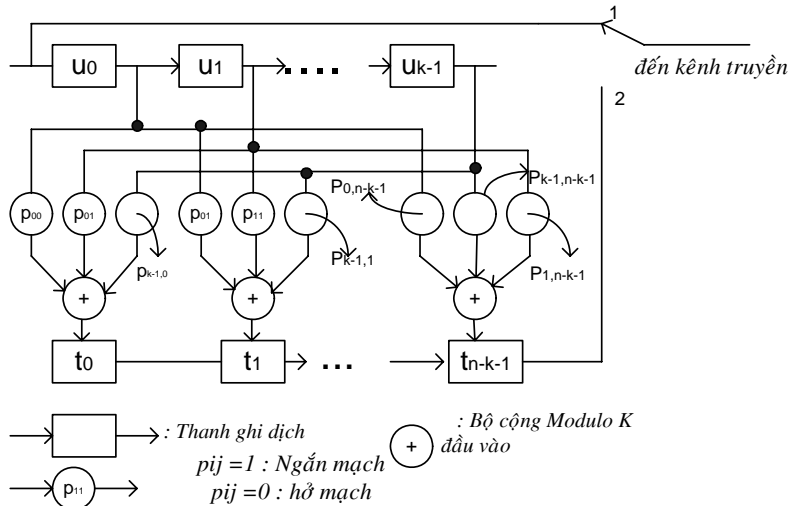 1
u0 u1 .... uk-1
đến kênh truyền
2
p00 p01 p01 p11 P0,n-k-1 Pk-1,n-k-1
pk-1,0 Pk-1,1 P1,n-k-1
+ + +
t0 t1 ... tn-k-1
: Thanh ghi dịch
+ : Bộ cộng Modulo K
đầu vào
pij =1 : Ngắn mạch
p11 pij =0 : hở mạch